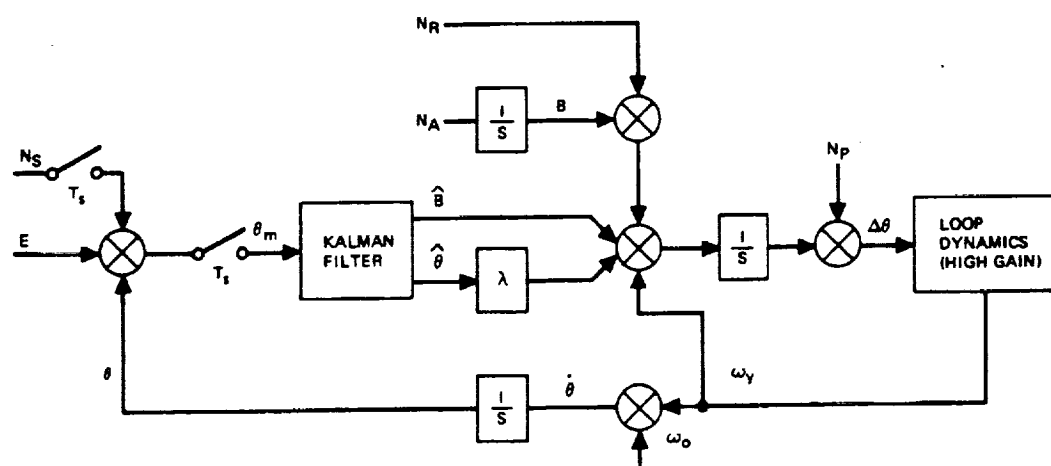 N_R
N_A
1/S
B
N_S
T_s
E
θ_m
T_s
KALMAN
FILTER
B̂
θ̂
λ
1/S
N_P
Δθ
LOOP
DYNAMICS
(HIGH GAIN)
θ
1/S
θ̇
ω_y
ω_o